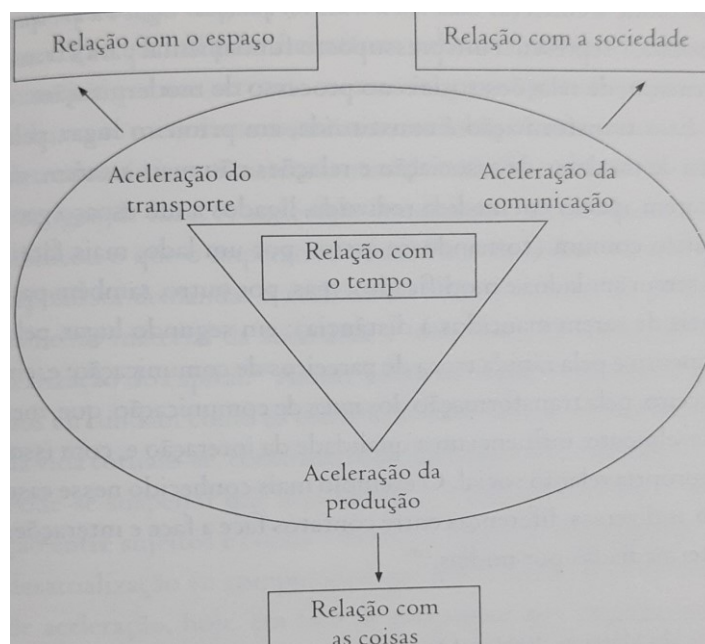 Relação com o espaço
Relação com a sociedade
Aceleração do
transporte
Aceleração da
comunicação
Relação com
o tempo
Aceleração da
produção
Relação com
as coisas